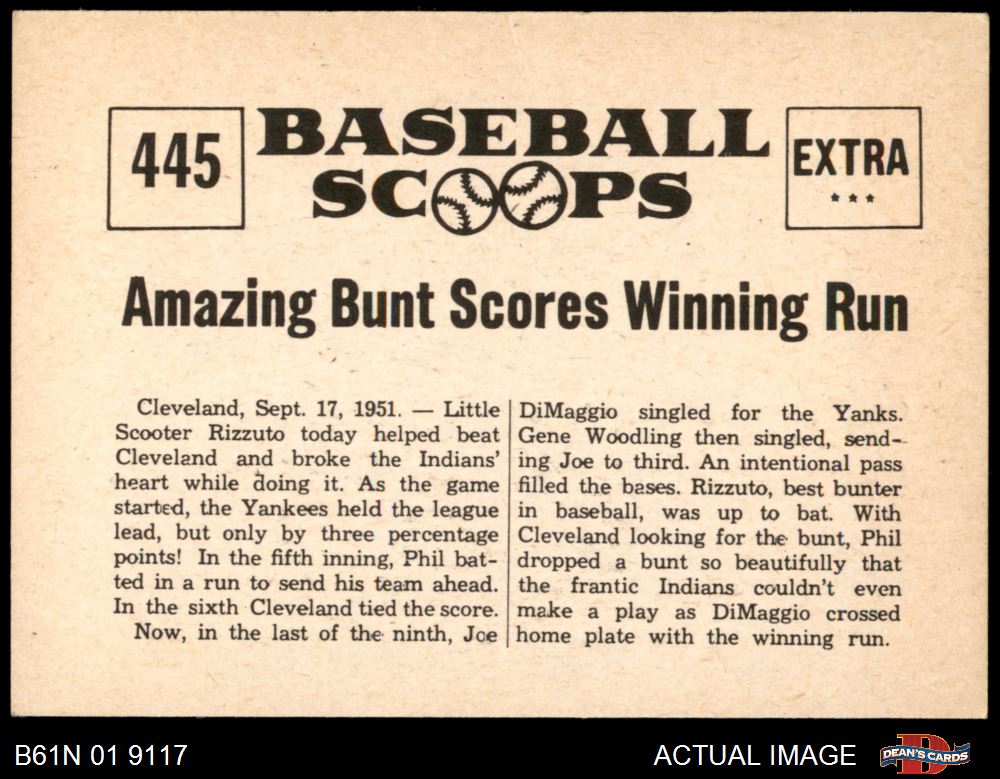 445
BASEBALL
SCOOPS
EXTRA
***
Amazing Bunt Scores Winning Run
Cleveland, Sept. 17, 1951. — Little
Scooter Rizzuto today helped beat
Cleveland and broke the Indians'
heart while doing it. As the game
started, the Yankees held the league
lead, but only by three percentage
points! In the fifth inning, Phil bat-
ted in a run to send his team ahead.
In the sixth Cleveland tied the score.
Now, in the last of the ninth, Joe
DiMaggio singled for the Yanks.
Gene Woodling then singled, send-
ing Joe to third. An intentional pass
filled the bases. Rizzuto, best bunter
in baseball, was up to bat. With
Cleveland looking for the bunt, Phil
dropped a bunt so beautifully that
the frantic Indians couldn't even
make a play as DiMaggio crossed
home plate with the winning run.
B61N 01 9117
ACTUAL IMAGE
D
DEAN'S CARDS